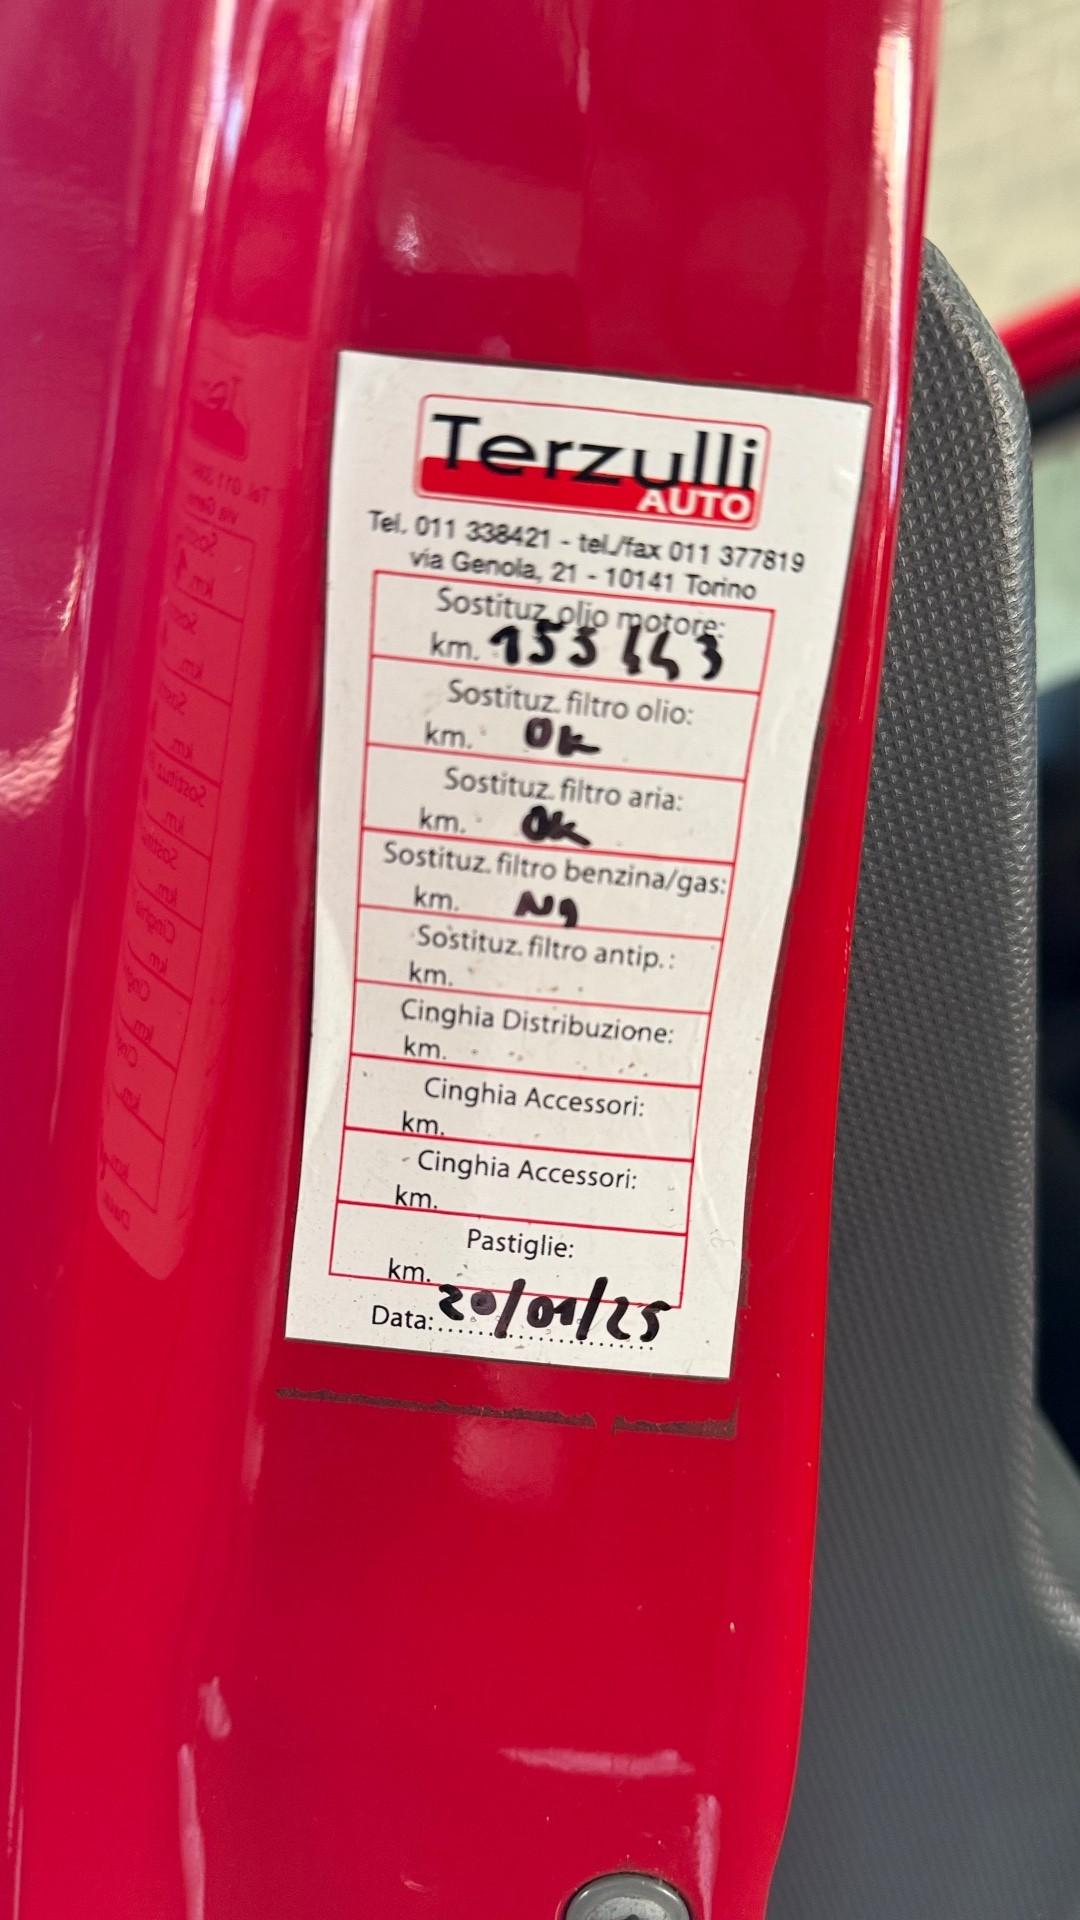 Terzulli
AUTO
Tel. 011 338421 - tel./fax 011 377819
via Genola, 21 - 10141 Torino
Sostituz. olio motore:
km. 155443
Sostituz. filtro olio:
km. OK
Sostituz. filtro aria:
km. OK
Sostituz. filtro benzina/gas:
km.
Sostituz. filtro antip.:
km.
Cinghia Distribuzione:
km.
Cinghia Accessori:
km.
Cinghia Accessori:
km.
Pastiglie:
km.
Data: 20/01/25